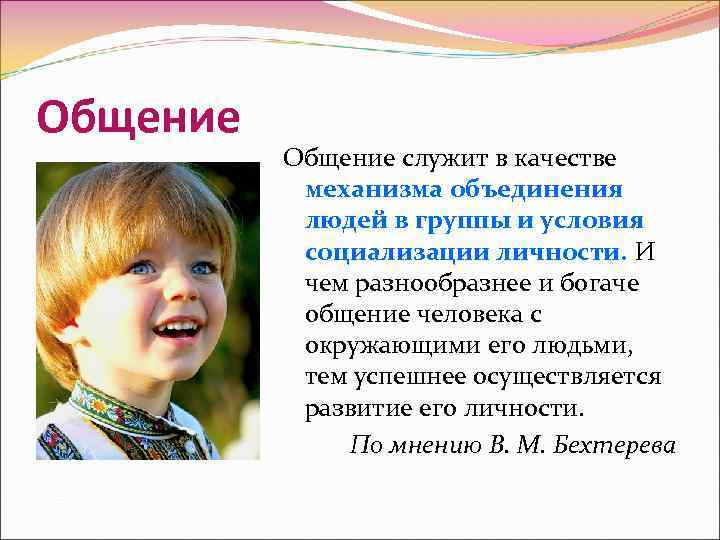 Общение
Общение служит в качестве
механизма объединения
людей в группы и условия
социализации личности. И
чем разнообразнее и богаче
общение человека с
окружающими его людьми,
тем успешнее осуществляется
развитие его личности.
По мнению В. М. Бехтерева